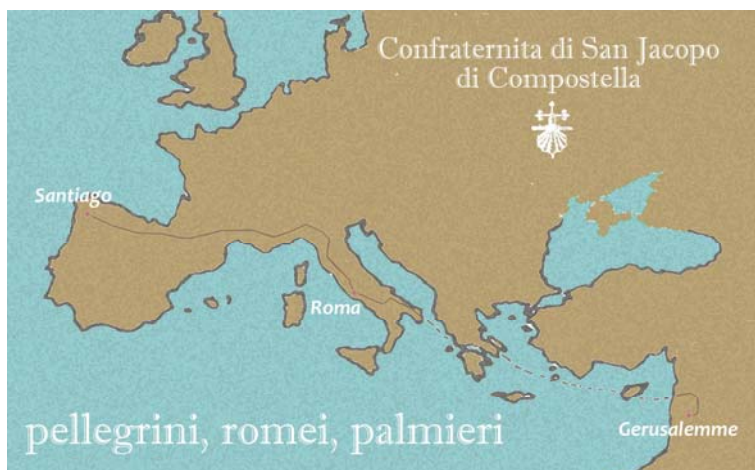 Confraternita di San Jacopo
di Compostella
Santiago
Roma
Gerusalemme
pellegrini, romei, palmieri